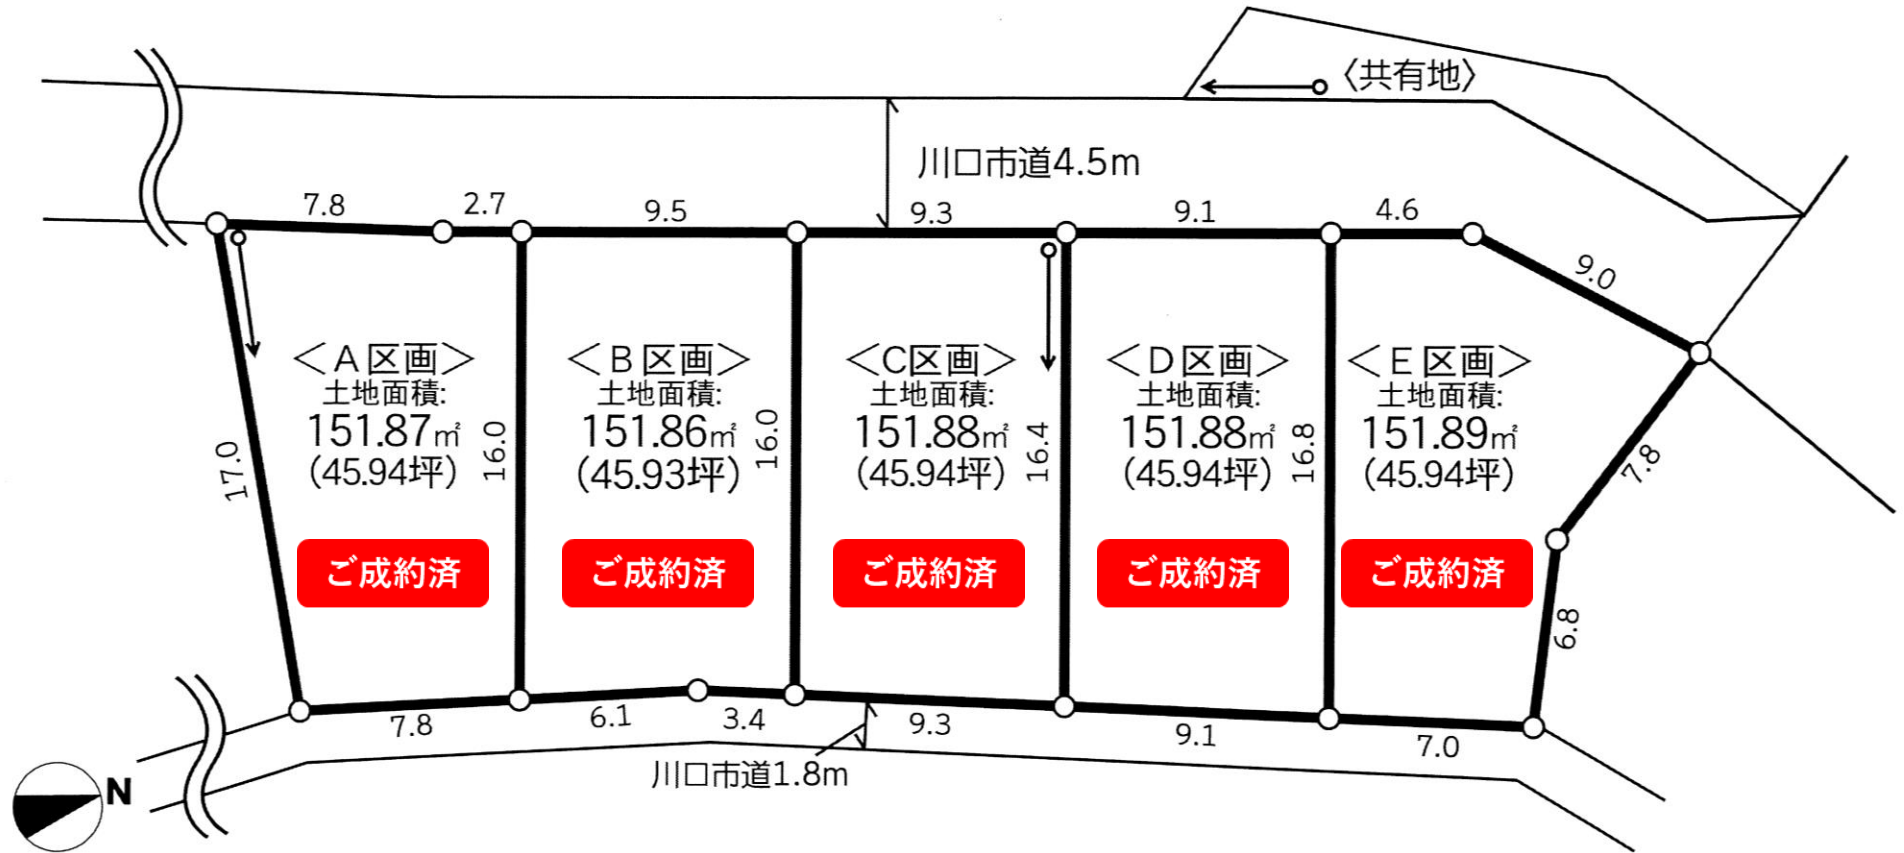 〈共有地〉
川口市道4.5m
7.8
2.7
9.5
9.3
9.1
4.6
9.0
＜A区画＞
土地面積:
151.87㎡
(45.94坪)
ご成約済
＜B区画＞
土地面積:
151.86㎡
(45.93坪)
ご成約済
＜C区画＞
土地面積:
151.88㎡
(45.94坪)
ご成約済
＜D区画＞
土地面積:
151.88㎡
(45.94坪)
ご成約済
＜E区画＞
土地面積:
151.89㎡
(45.94坪)
ご成約済
17.0
16.0
16.0
16.4
16.8
7.8
6.8
7.8
6.1
3.4
9.3
9.1
7.0
川口市道1.8m
N